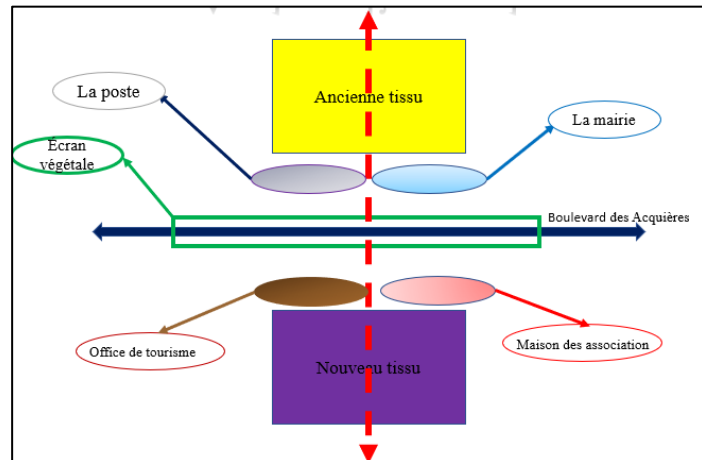 La poste
Ancienne tissu
La mairie
Écran
végétale
Boulevard des Acquières
Office de tourisme
Nouveau tissu
Maison des association